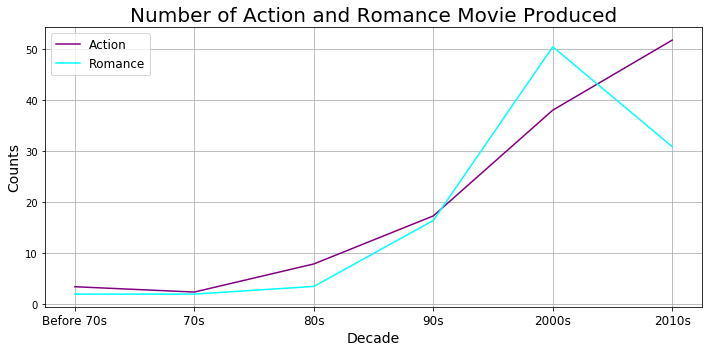 Number of Action and Romance Movie Produced
Action
Romance
50
40
30
20
10
0
Counts
Before 70s 70s 80s 90s 2000s 2010s
Decade